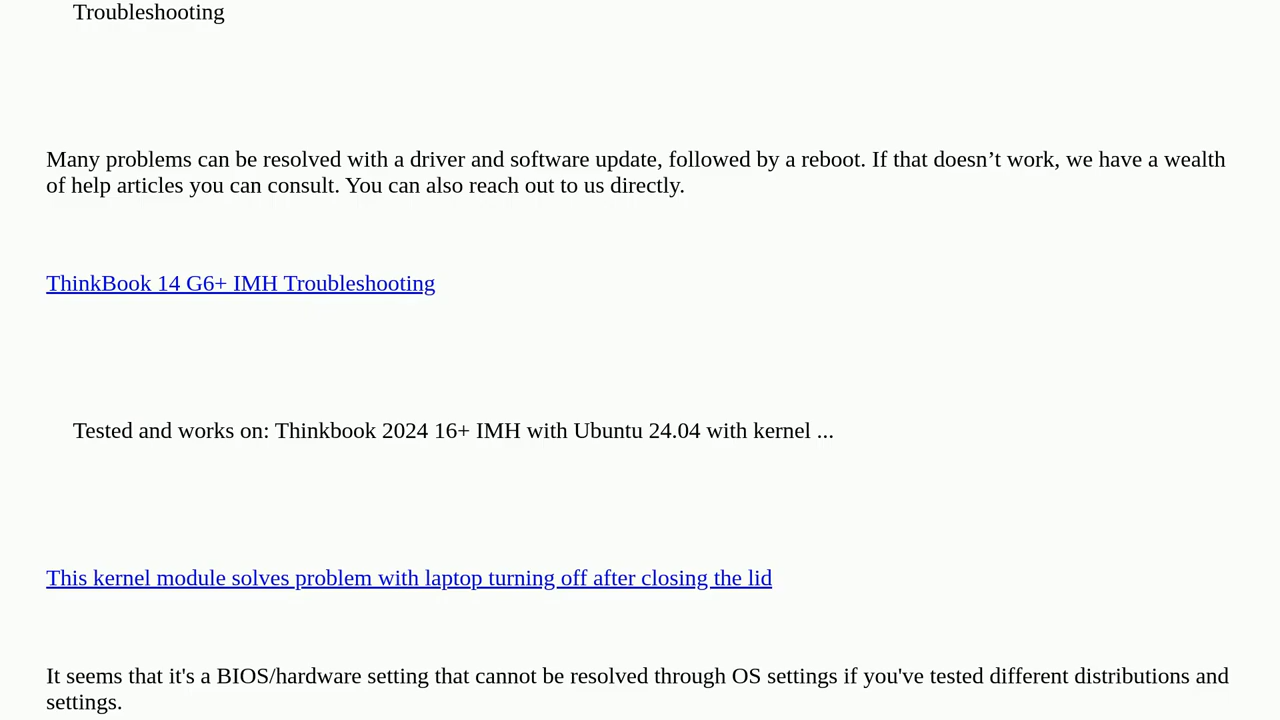 Troubleshooting
Many problems can be resolved with a driver and software update, followed by a reboot. If that doesn’t work, we have a wealth
of help articles you can consult. You can also reach out to us directly.
ThinkBook 14 G6+ IMH Troubleshooting
Tested and works on: Thinkbook 2024 16+ IMH with Ubuntu 24.04 with kernel ...
This kernel module solves problem with laptop turning off after closing the lid
It seems that it's a BIOS/hardware setting that cannot be resolved through OS settings if you've tested different distributions and
settings.